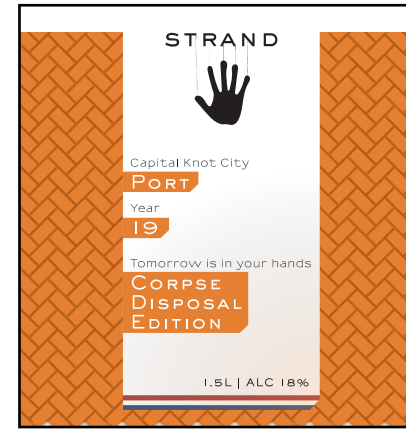 STRAND
Capital Knot City
PORT
Year
19
Tomorrow is in your hands
CORPSE
DISPOSAL
EDITION
1.5L | ALC 18%